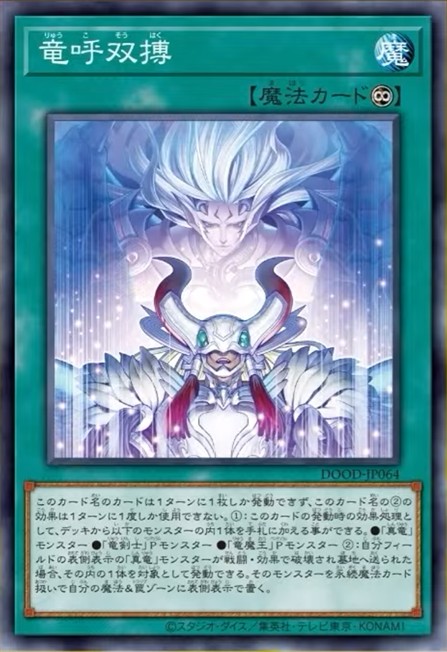 りゅう こ そう はく
竜呼双搏
魔
【魔法カード】
DOOD-JP064
このカード名のカードは1ターンに1枚しか発動できず、このカード名の②の
効果は1ターンに1度しか使用できない。①：このカードの発動時の効果処理と
して、デッキから以下のモンスターの内1体を手札に加える事ができる。●「真竜」
モンスター ●「竜剣士」Pモンスター ●「竜魔王」Pモンスター ②：自分フィー
ルドの表側表示の「真竜」モンスターが戦闘・効果で破壊され墓地へ送られた
場合、その内の1体を対象として発動できる。そのモンスターを永続魔法カード
扱いで自分の魔法＆罠ゾーンに表側表示で置く。
©スタジオ・ダイス／集英社・テレビ東京・KONAMI